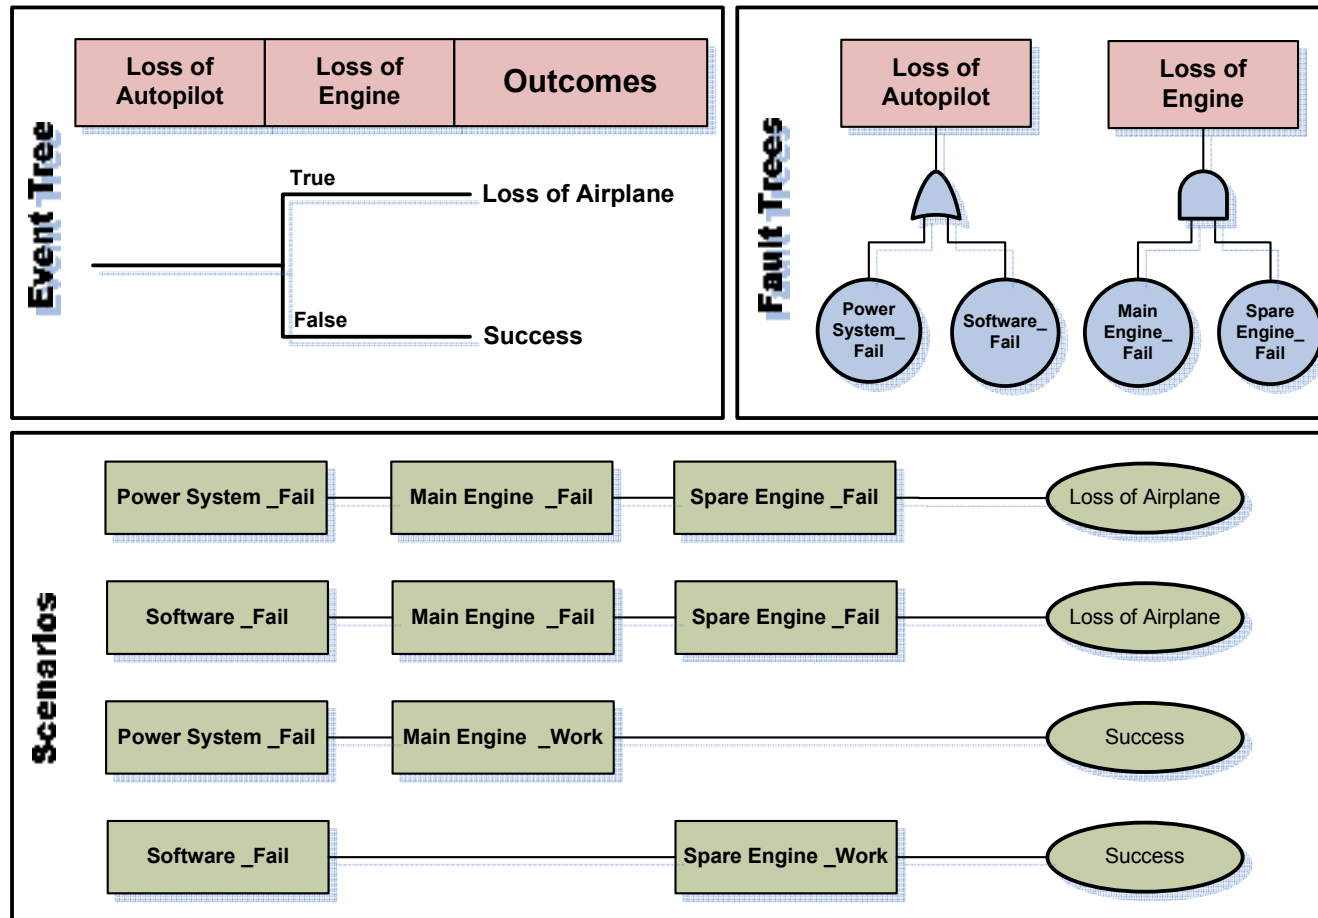 Event Tree
Loss of
Autopilot
Loss of
Engine
Outcomes
True
Loss of Airplane
False
Success
Fault Trees
Loss of
Autopilot
Loss of
Engine
Power
System_
Fail
Software_
Fail
Main
Engine_
Fail
Spare
Engine_
Fail
Scenarios
Power System _Fail
Main Engine _Fail
Spare Engine _Fail
Loss of Airplane
Software _Fail
Main Engine _Fail
Spare Engine _Fail
Loss of Airplane
Power System _Fail
Main Engine _Work
Success
Software _Fail
Spare Engine _Work
Success